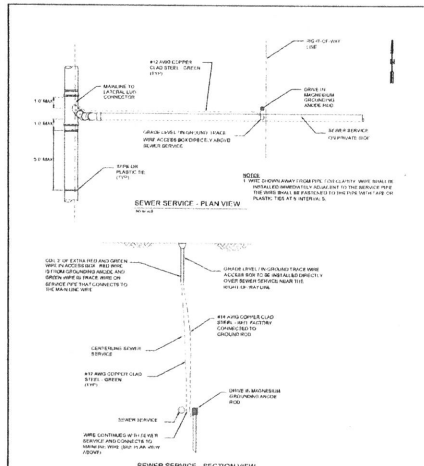 RIGHT-OF-WAY
LINE
#12 AWG COPPER
CLAD STEEL - GREEN
(TYP)
MAINLINE TO
LATERAL LUG
CONNECTOR
DRIVE IN
MAGNESIUM
GROUNDING
ANODE ROD
1.0' MAX
1.0' MAX
GRADE LEVEL / IN GROUND TRACE
WIRE ACCESS BOX DIRECTLY ABOVE
SEWER SERVICE
SEWER SERVICE
ON PRIVATE SIDE
5.0' MAX
TAPE OR
PLASTIC TIE
(TYP)
NOTES:
1. WIRE SHOWN AWAY FROM PIPE FOR CLARITY. WIRE SHALL BE
INSTALLED IMMEDIATELY ADJACENT TO THE SERVICE PIPE.
THE WIRE SHALL BE FASTENED TO THE PIPE WITH TAPE OR
PLASTIC TIES AT 5' INTERVALS.
SEWER SERVICE - PLAN VIEW
COIL 3' OF EXTRA RED AND GREEN
WIRE IN ACCESS BOX. RED WIRE
IS FROM GROUNDING ANODE AND
GREEN WIRE IS TRACE WIRE ON
SERVICE PIPE THAT CONNECTS TO
THE MAIN LINE WIRE
GRADE LEVEL / IN GROUND TRACE WIRE
ACCESS BOX TO BE INSTALLED DIRECTLY
OVER SEWER SERVICE NEAR THE
RIGHT-OF-WAY LINE
#14 AWG COPPER CLAD
STEEL - RED, FACTORY
CONNECTED TO
GROUND ROD
CENTERLINE SEWER
SERVICE
#12 AWG COPPER CLAD
STEEL - GREEN
(TYP)
DRIVE IN MAGNESIUM
GROUNDING ANODE
ROD
SEWER SERVICE
WIRE CONTINUES WITH SEWER
SERVICE AND CONNECTS TO
MAINLINE WIRE (SEE PLAN VIEW
ABOVE)
SEWER SERVICE - SECTION VIEW